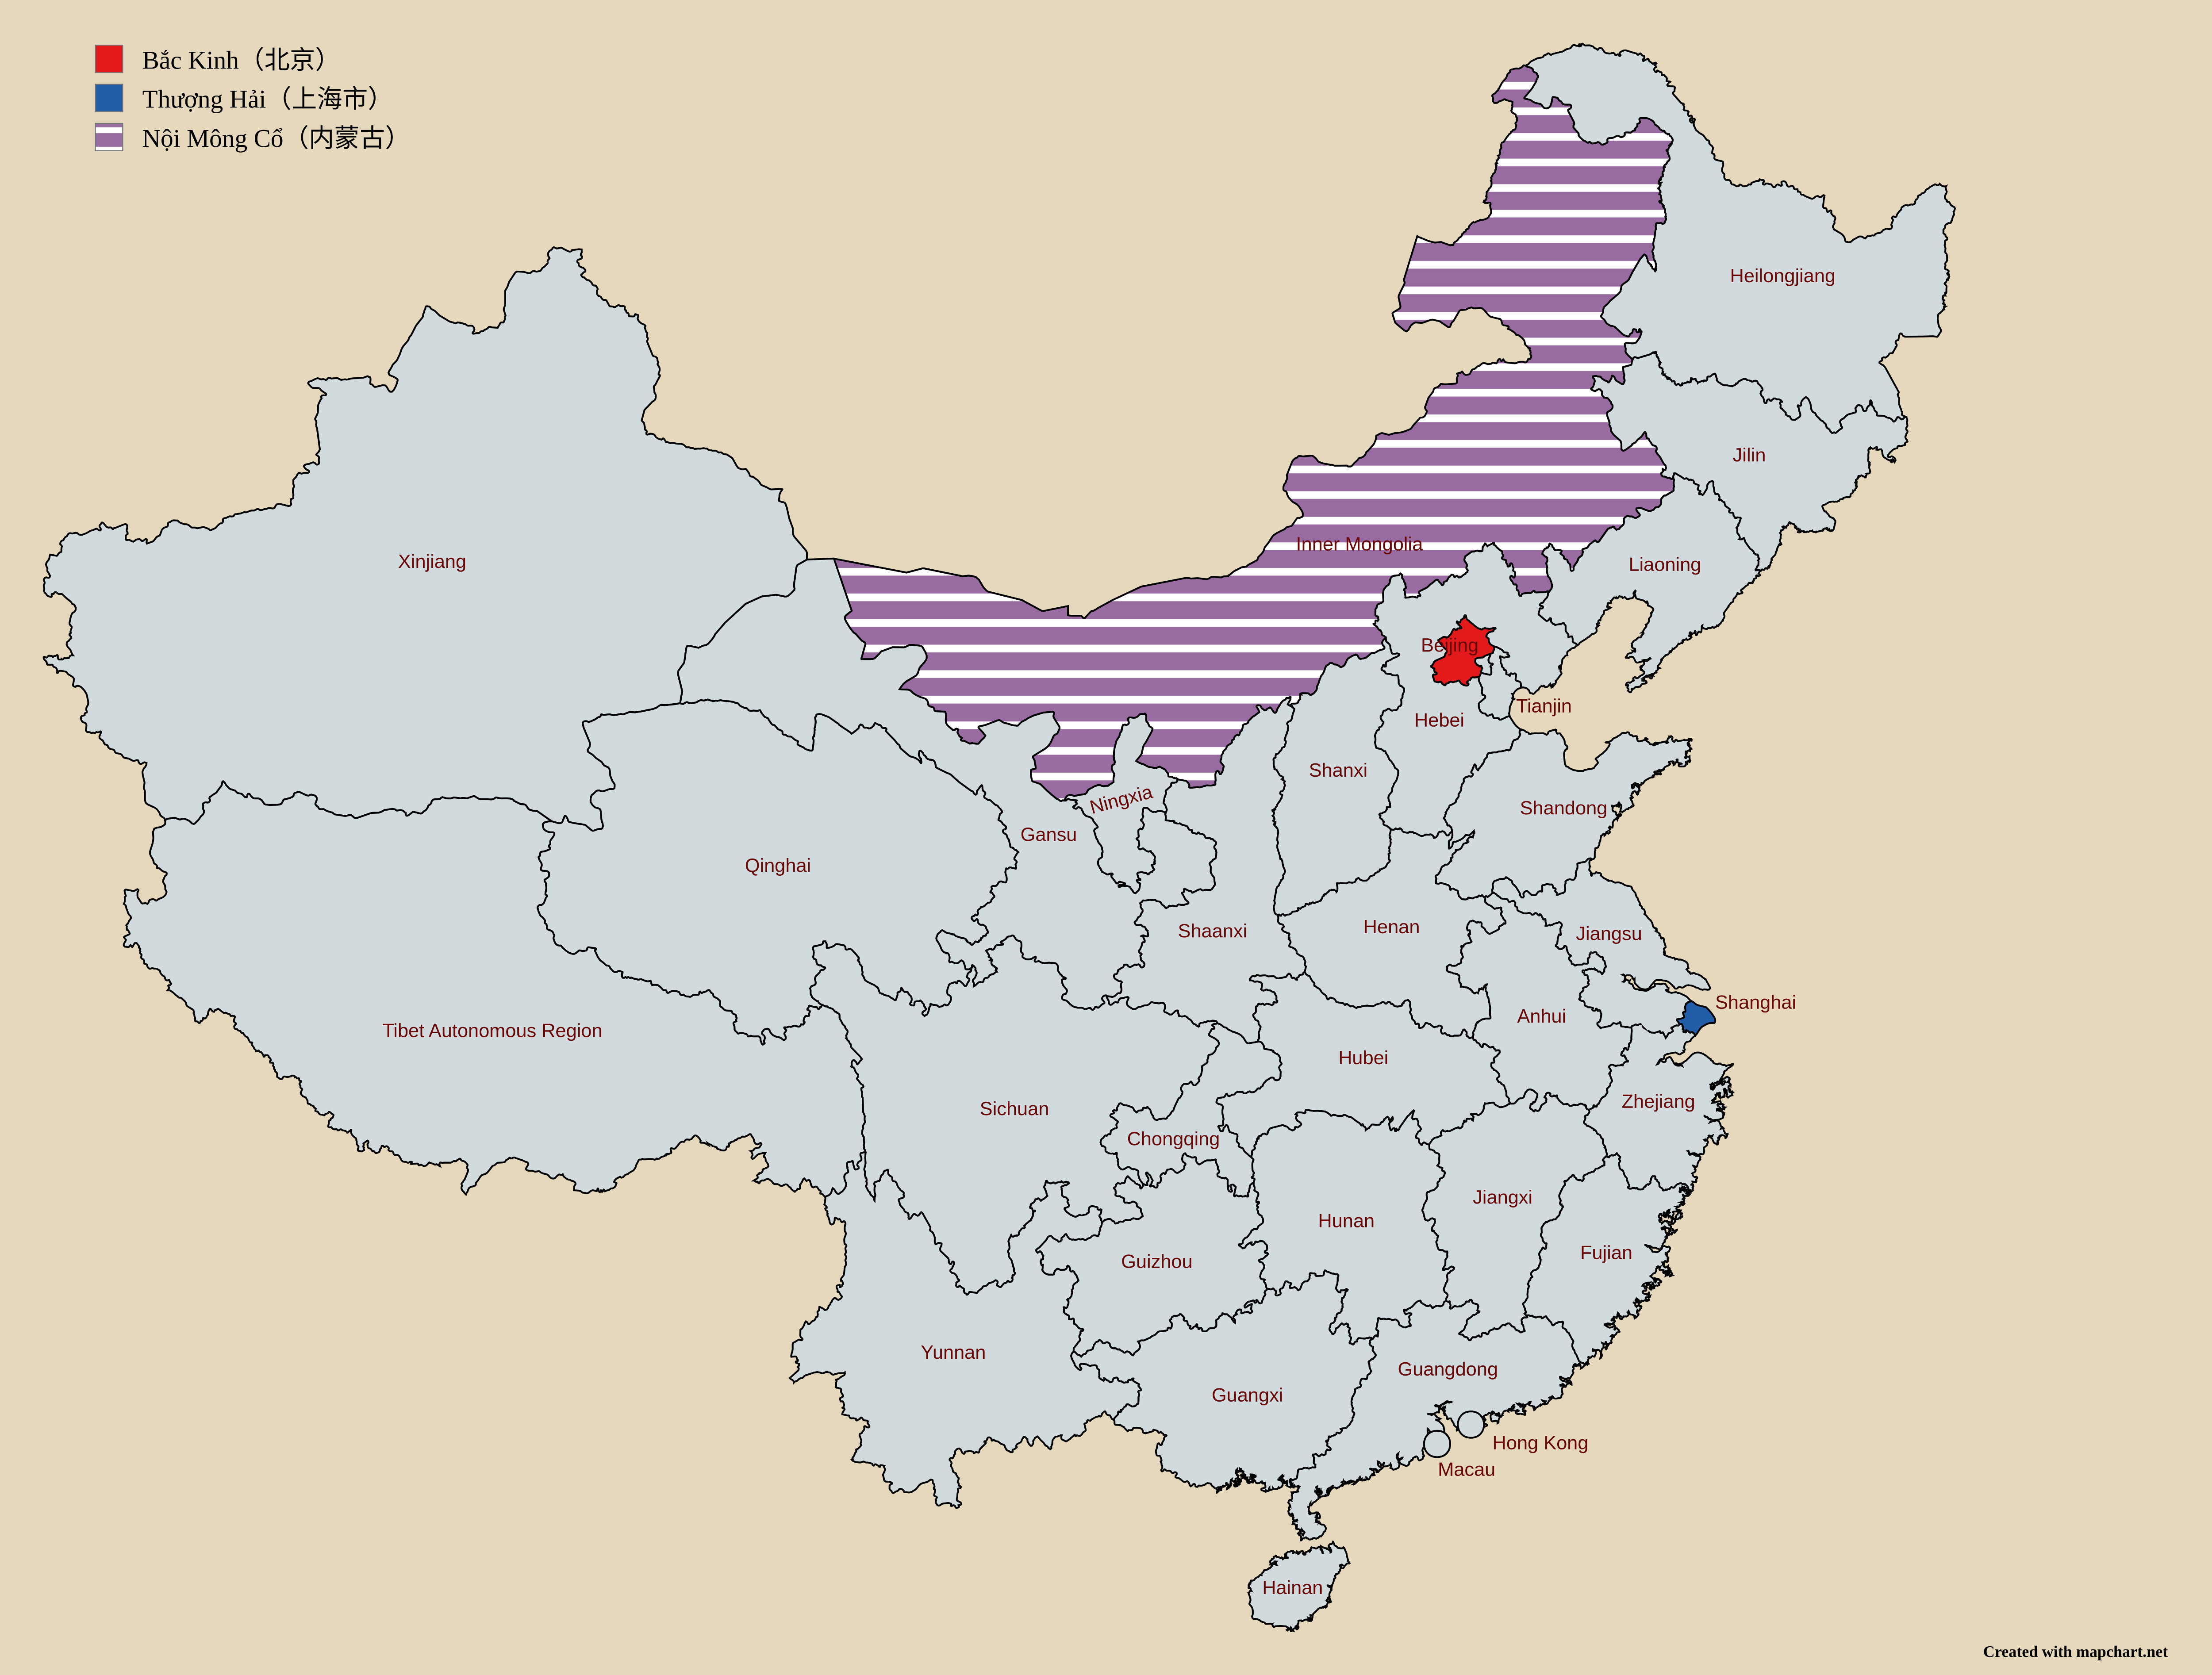 Bắc Kinh（北京）
Thượng Hải（上海市）
Nội Mông Cổ（内蒙古）
Heilongjiang
Jilin
Inner Mongolia
Xinjiang
Liaoning
Beijing
Tianjin
Hebei
Shanxi
Ningxia
Shandong
Gansu
Qinghai
Henan
Shaanxi
Jiangsu
Shanghai
Anhui
Tibet Autonomous Region
Hubei
Zhejiang
Sichuan
Chongqing
Jiangxi
Hunan
Fujian
Guizhou
Yunnan
Guangdong
Guangxi
Hong Kong
Macau
Hainan
Created with mapchart.net